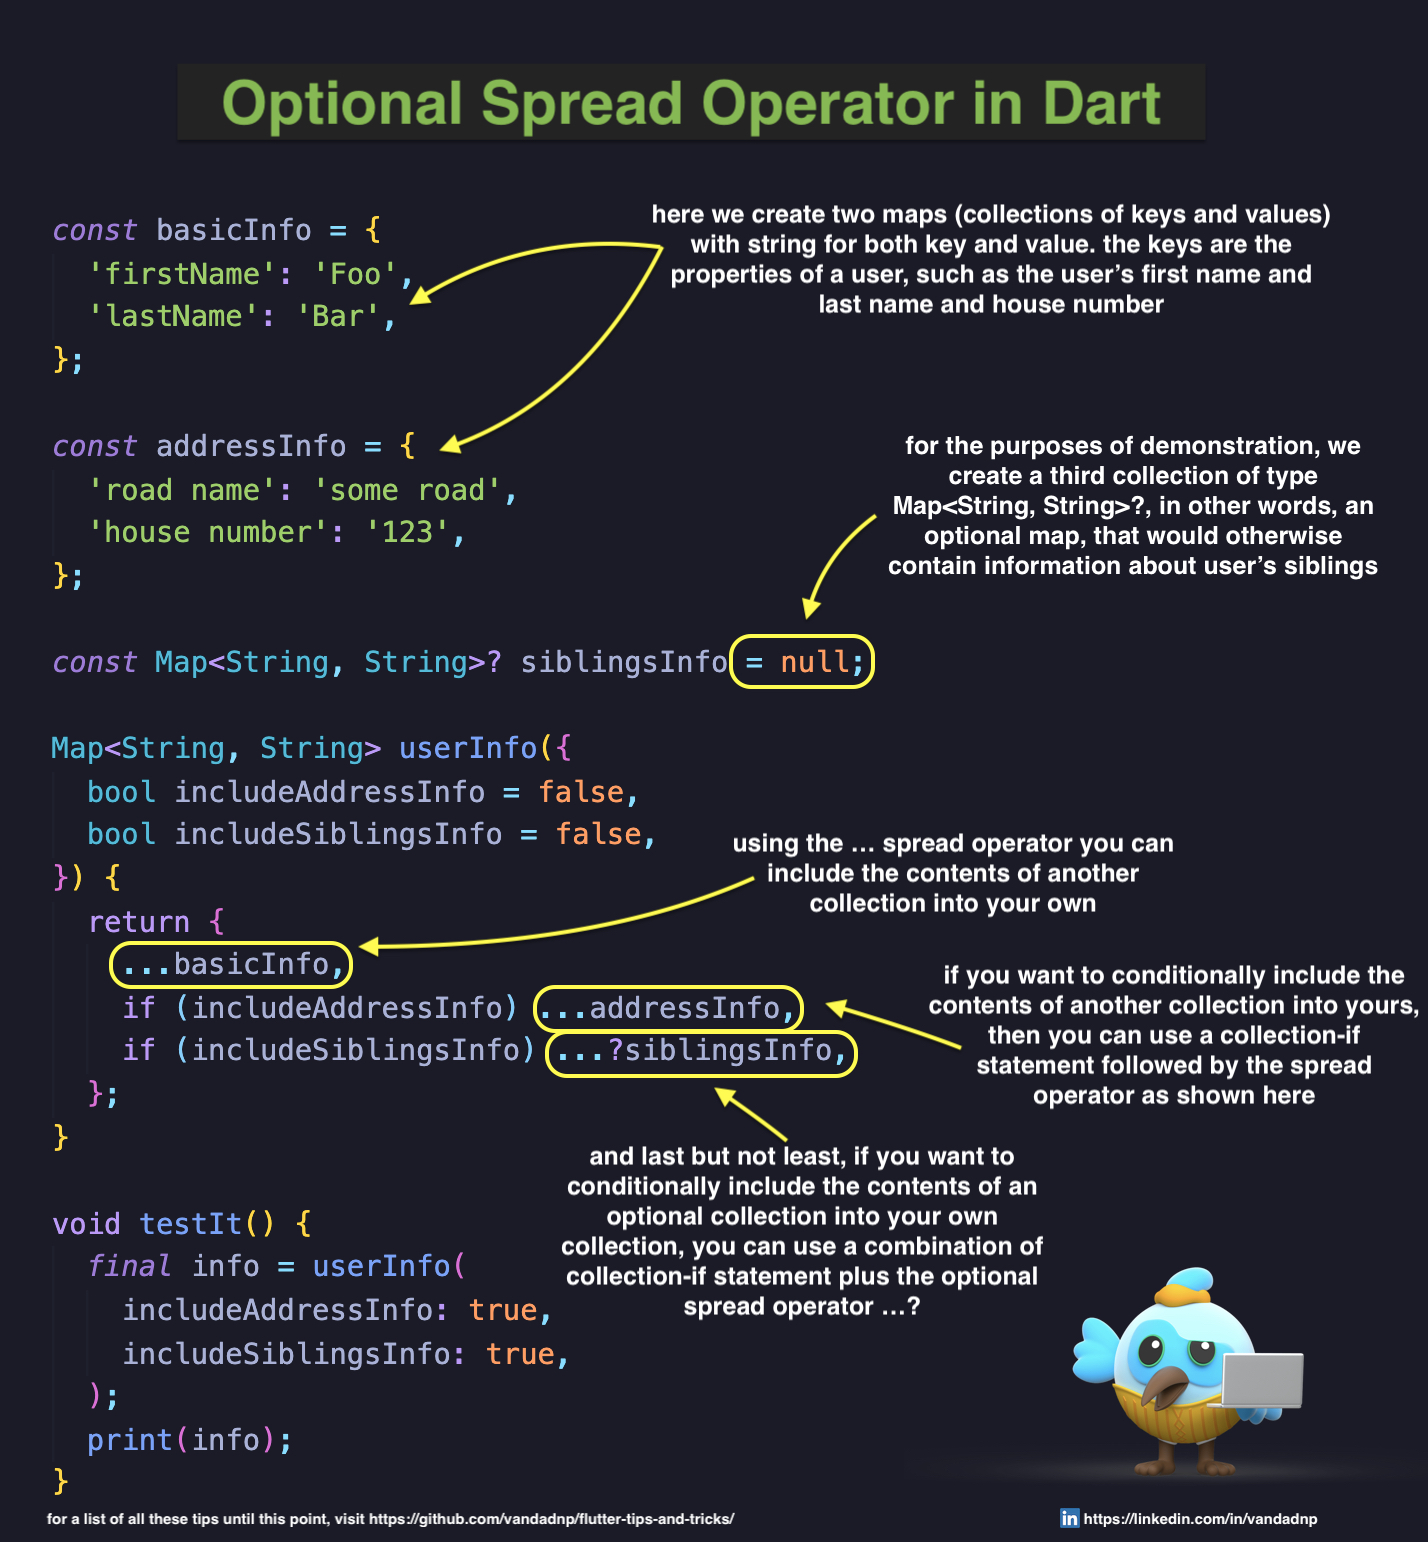 Optional Spread Operator in Dart
const basicInfo = {
'firstName': 'Foo',
'lastName': 'Bar',
};
here we create two maps (collections of keys and values)
with string for both key and value. the keys are the
properties of a user, such as the user’s first name and
last name and house number
const addressInfo = {
'road name': 'some road',
'house number': '123',
};
for the purposes of demonstration, we
create a third collection of type
Map<String, String>?, in other words, an
optional map, that would otherwise
contain information about user’s siblings
const Map<String, String>? siblingsInfo = null;
Map<String, String> userInfo({
bool includeAddressInfo = false,
bool includeSiblingsInfo = false,
}) {
return {
...basicInfo,
if (includeAddressInfo) ...addressInfo,
if (includeSiblingsInfo) ...?siblingsInfo,
};
}
using the … spread operator you can
include the contents of another
collection into your own
if you want to conditionally include the
contents of another collection into yours,
then you can use a collection-if
statement followed by the spread
operator as shown here
and last but not least, if you want to
conditionally include the contents of an
optional collection into your own
collection, you can use a combination of
collection-if statement plus the optional
spread operator …?
void testIt() {
final info = userInfo(
includeAddressInfo: true,
includeSiblingsInfo: true,
);
print(info);
}
for a list of all these tips until this point, visit https://github.com/vandadnp/flutter-tips-and-tricks/
in https://linkedin.com/in/vandadnp